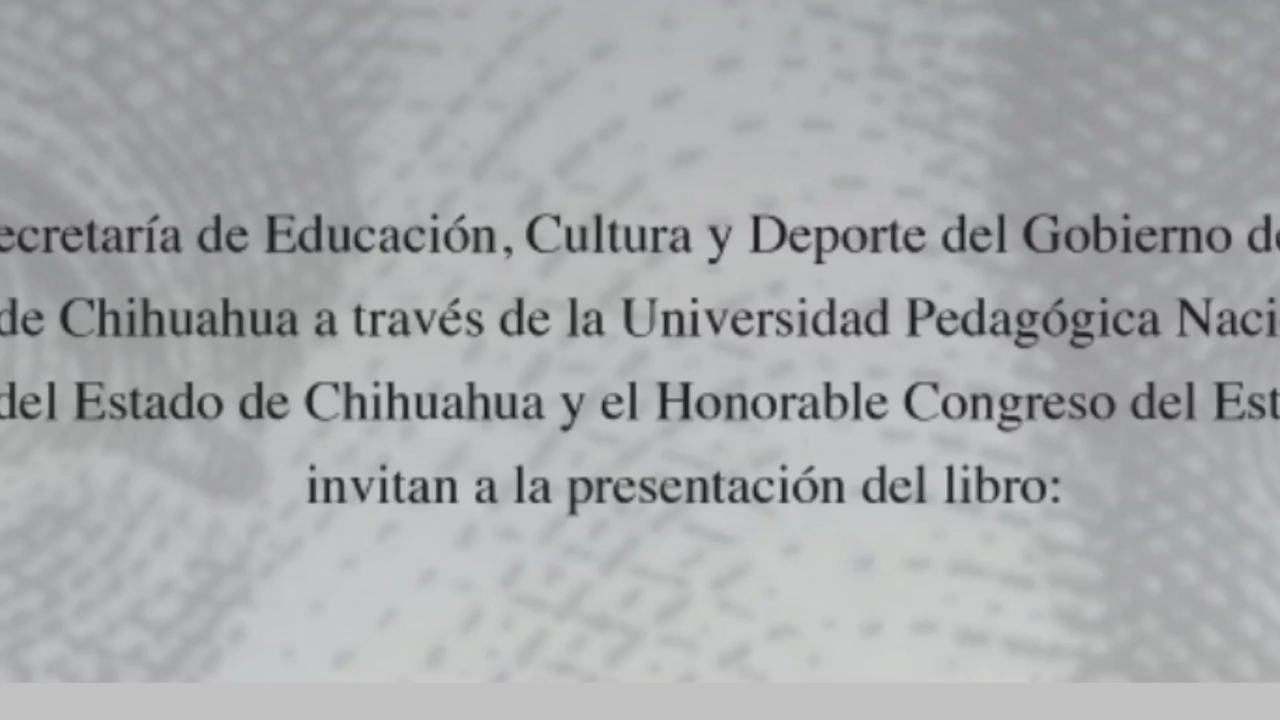 ecretaría de Educación, Cultura y Deporte del Gobierno de
de Chihuahua a través de la Universidad Pedagógica Naci
del Estado de Chihuahua y el Honorable Congreso del Est
invitan a la presentación del libro: